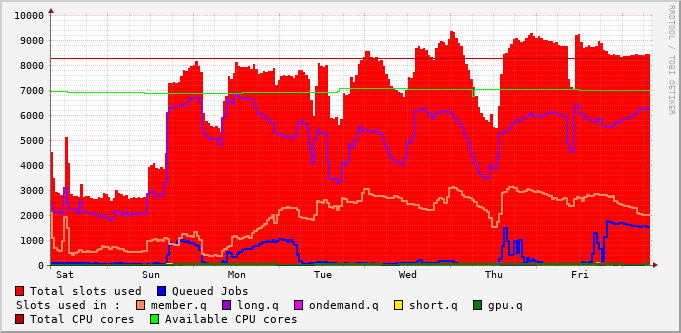 10000
9000
8000
7000
6000
5000
4000
3000
2000
1000
0
Sat Sun Mon Tue Wed Thu Fri
RRDTOOL / TOBI OETIKER
Total slots used Queued Jobs
Slots used in : member.q long.q ondemand.q short.q gpu.q
Total CPU cores Available CPU cores